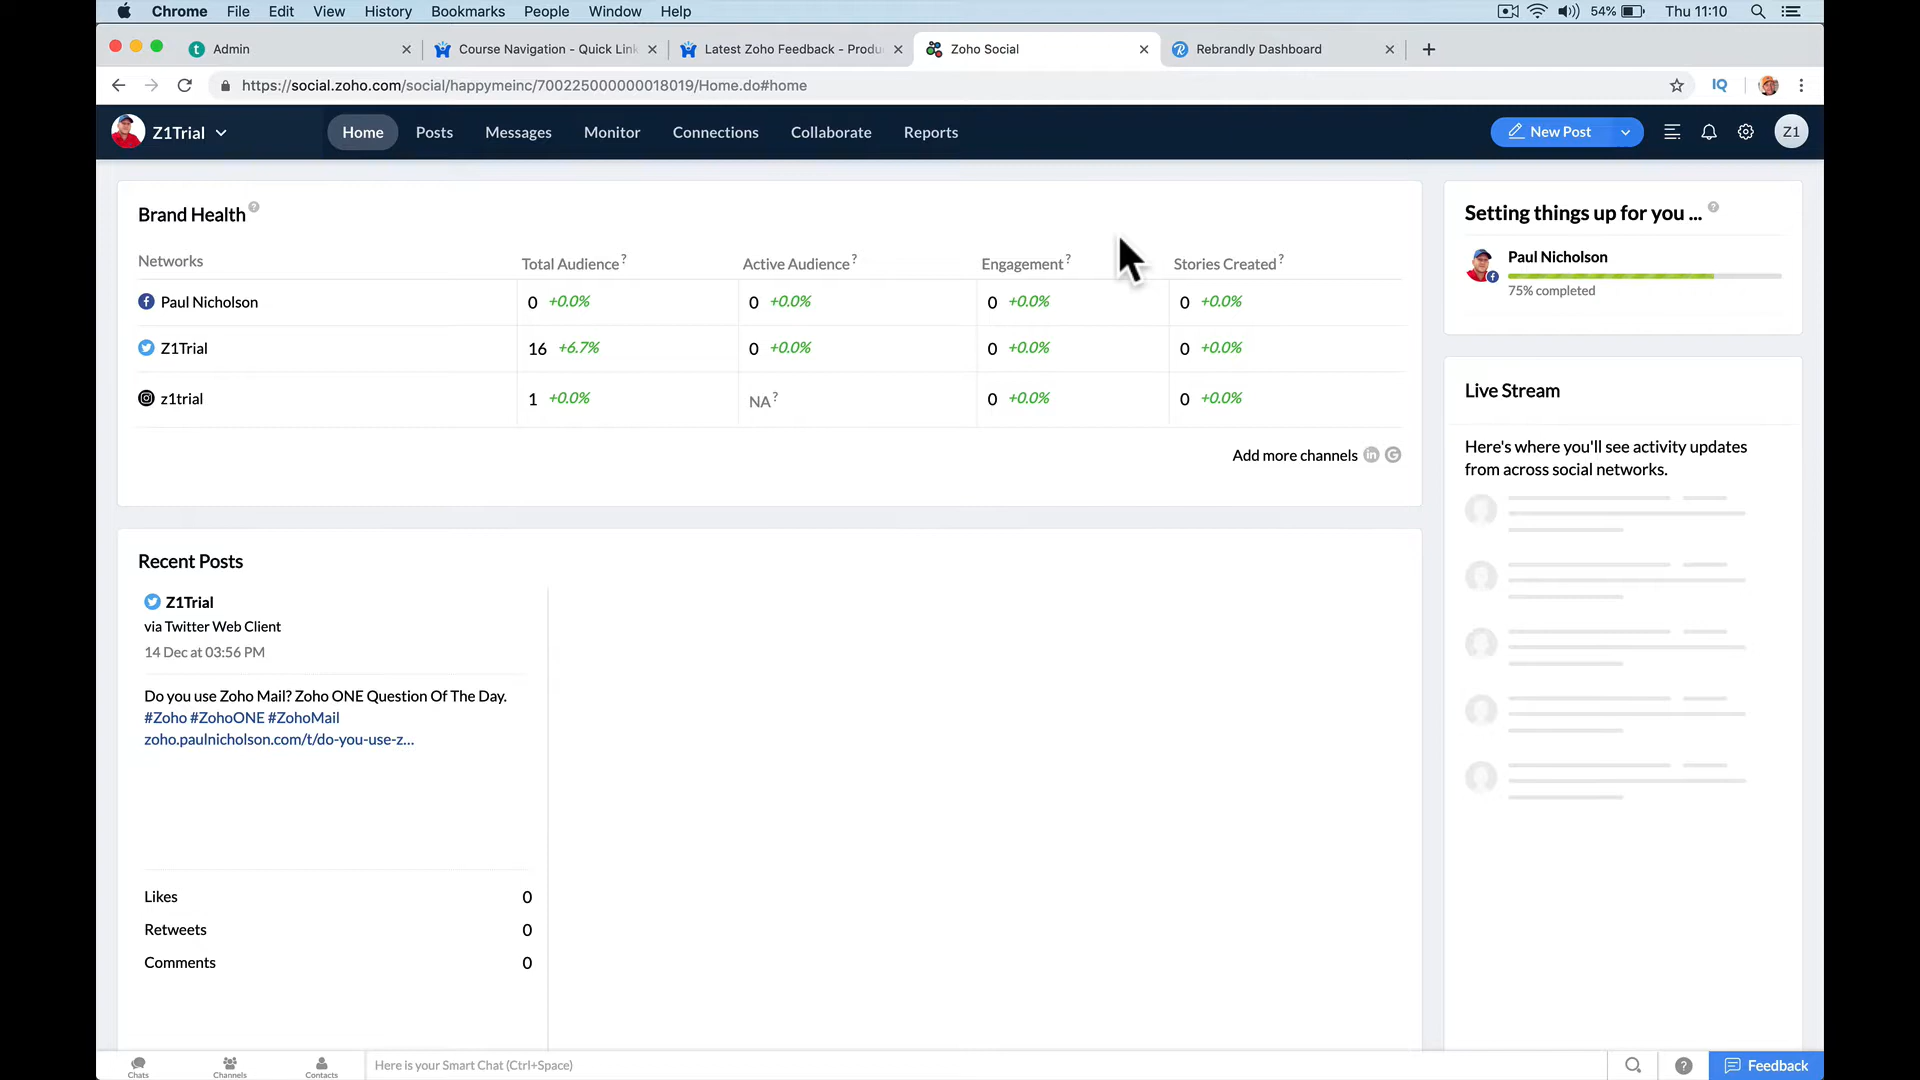 Chrome File Edit View History Bookmarks People Window Help 54% Thu 11:10
Admin Course Navigation - Quick Link Latest Zoho Feedback - Produ Zoho Social Rebrandly Dashboard
https://social.zoho.com/social/happymeinc/700225000000018019/Home.do#home IQ
Z1Trial Home Posts Messages Monitor Connections Collaborate Reports New Post Z1
Brand Health ?
Networks Total Audience ? Active Audience ? Engagement ? Stories Created ?
Paul Nicholson 0 +0.0% 0 +0.0% 0 +0.0% 0 +0.0%
Z1Trial 16 +6.7% 0 +0.0% 0 +0.0% 0 +0.0%
z1trial 1 +0.0% NA ? 0 +0.0% 0 +0.0%
Add more channels in G
Setting things up for you ... ?
Paul Nicholson
75% completed
Live Stream
Here's where you'll see activity updates
from across social networks.
Recent Posts
Z1Trial
via Twitter Web Client
14 Dec at 03:56 PM
Do you use Zoho Mail? Zoho ONE Question Of The Day.
#Zoho #ZohoONE #ZohoMail
zoho.paulnicholson.com/t/do-you-use-z...
Likes 0
Retweets 0
Comments 0
Chats Channels Contacts Here is your Smart Chat (Ctrl+Space) ? Feedback